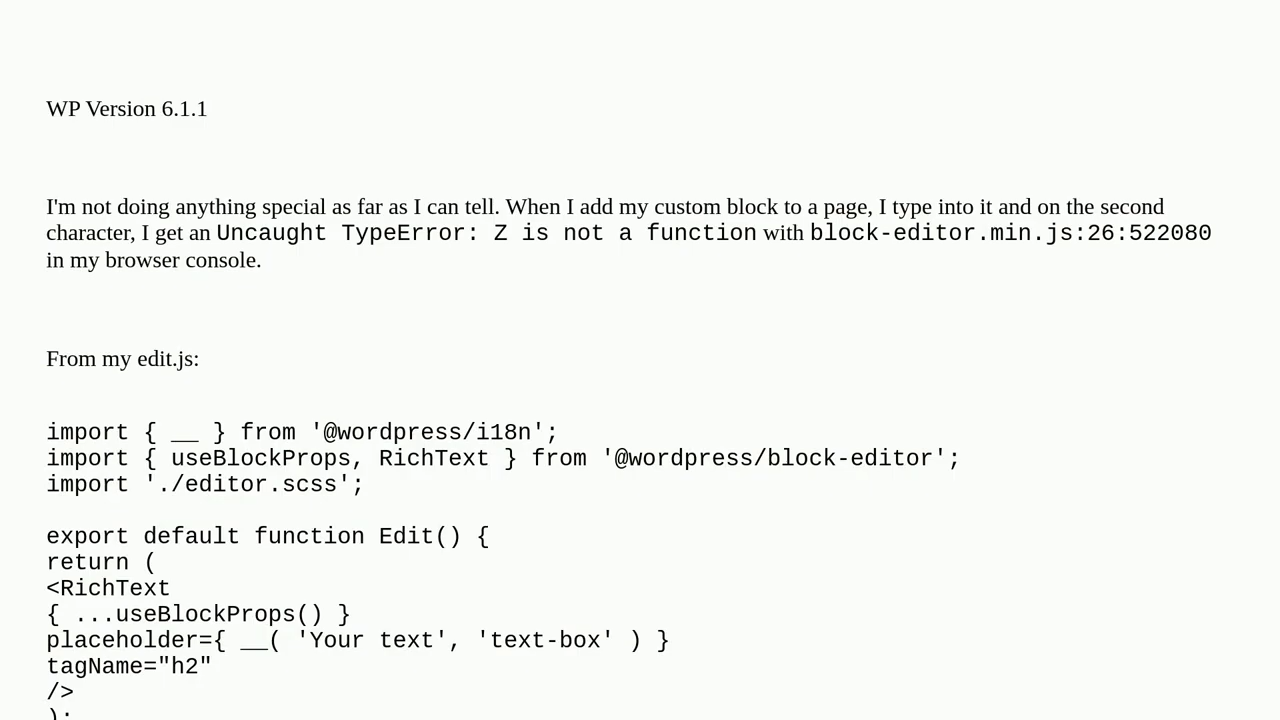 WP Version 6.1.1
I'm not doing anything special as far as I can tell. When I add my custom block to a page, I type into it and on the second
character, I get an Uncaught TypeError: Z is not a function with block-editor.min.js:26:522080
in my browser console.
From my edit.js:
import { __ } from '@wordpress/i18n';
import { useBlockProps, RichText } from '@wordpress/block-editor';
import './editor.scss';
export default function Edit() {
return (
<RichText
{ ...useBlockProps() }
placeholder={ __( 'Your text', 'text-box' ) }
tagName="h2"
/>
);